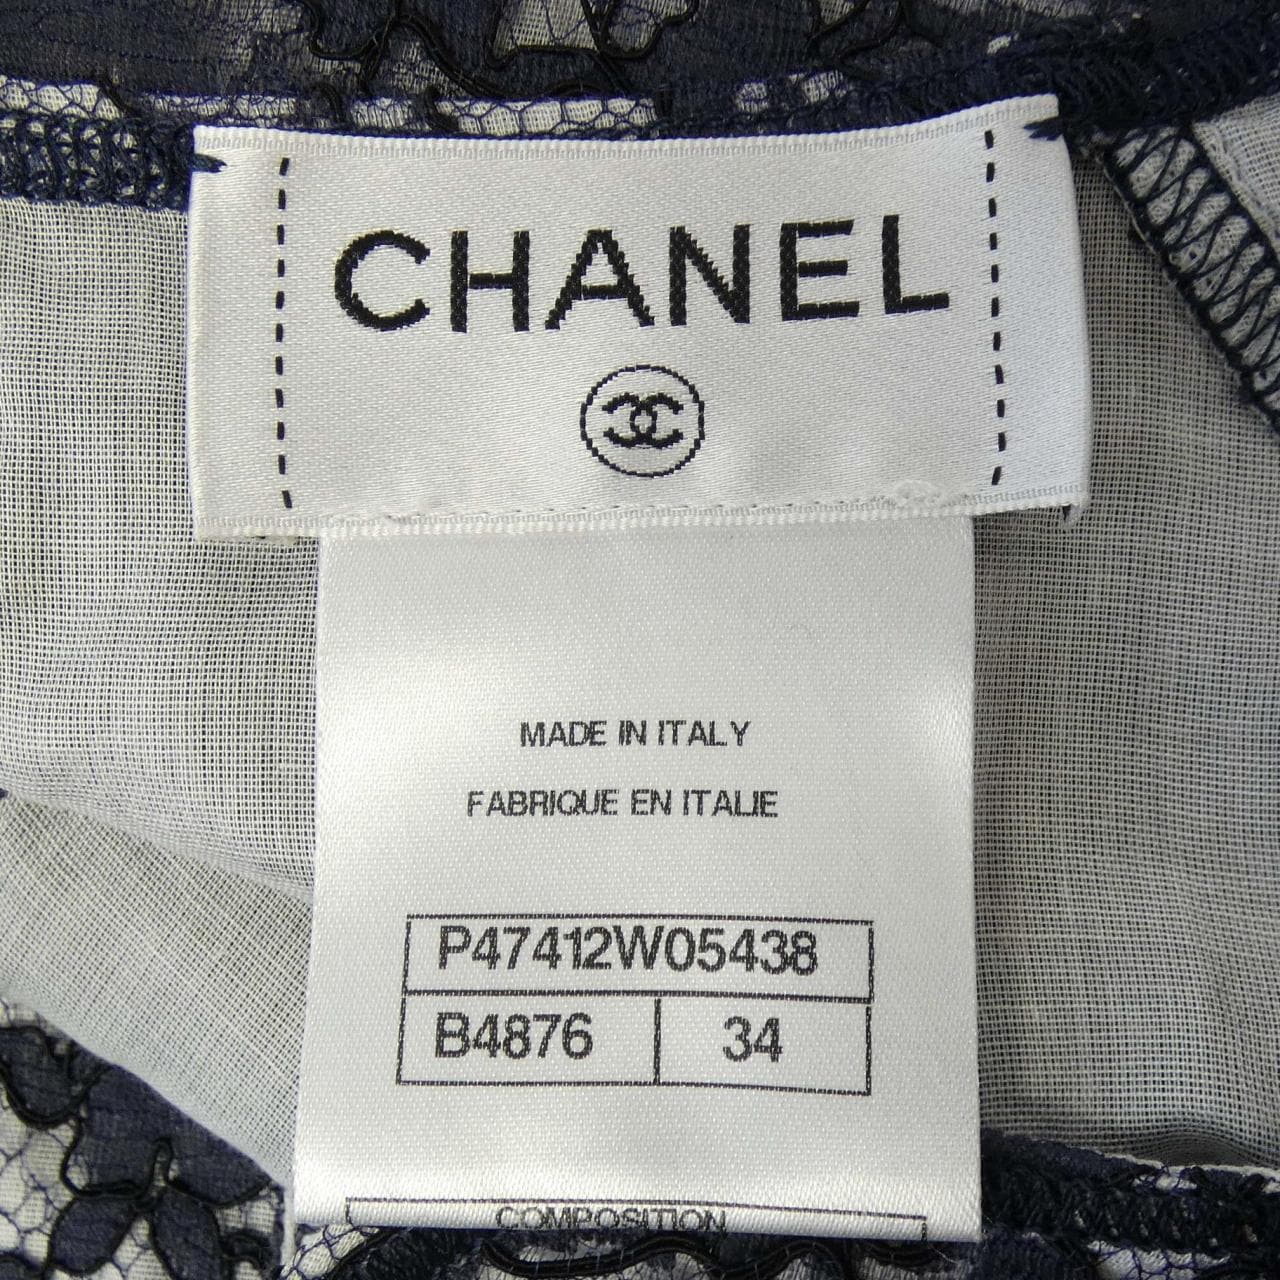 CHANEL
MADE IN ITALY
FABRIQUE EN ITALIE
P47412W05438
B4876 34
COMPOSITION